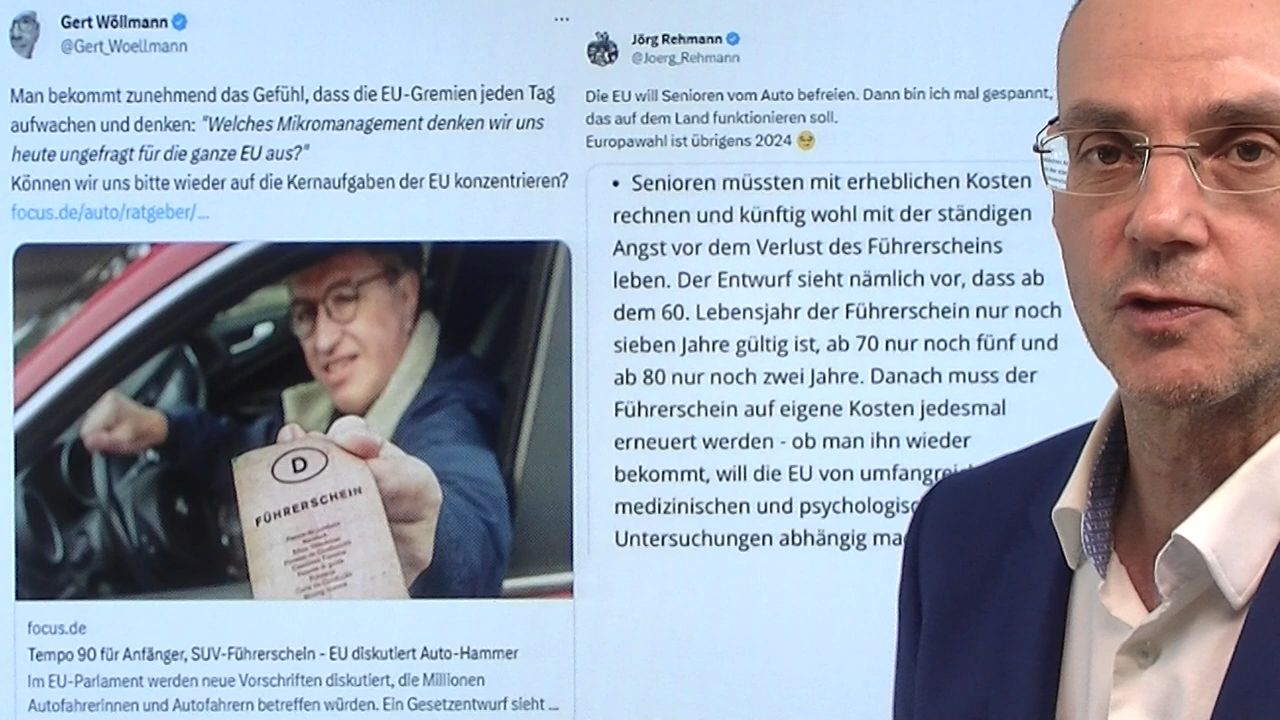 Gert Wöllmann
@Gert_Woellmann
Man bekommt zunehmend das Gefühl, dass die EU-Gremien jeden Tag
aufwachen und denken: "Welches Mikromanagement denken wir uns
heute ungefragt für die ganze EU aus?"
Können wir uns bitte wieder auf die Kernaufgaben der EU konzentrieren?
focus.de/auto/ratgeber/...
D
FÜHRERSCHEIN
focus.de
Tempo 90 für Anfänger, SUV-Führerschein - EU diskutiert Auto-Hammer
Im EU-Parlament werden neue Vorschriften diskutiert, die Millionen
Autofahrerinnen und Autofahrern betreffen würden. Ein Gesetzentwurf sieht ...
Jörg Rehmann
@Joerg_Rehmann
Die EU will Senioren vom Auto befreien. Dann bin ich mal gespannt,
das auf dem Land funktionieren soll.
Europawahl ist übrigens 2024
• Senioren müssten mit erheblichen Kosten
rechnen und künftig wohl mit der ständigen
Angst vor dem Verlust des Führerscheins
leben. Der Entwurf sieht nämlich vor, dass ab
dem 60. Lebensjahr der Führerschein nur noch
sieben Jahre gültig ist, ab 70 nur noch fünf und
ab 80 nur noch zwei Jahre. Danach muss der
Führerschein auf eigene Kosten jedesmal
erneuert werden - ob man ihn wieder
bekommt, will die EU von
medizinischen und
Untersuchungen abhängig